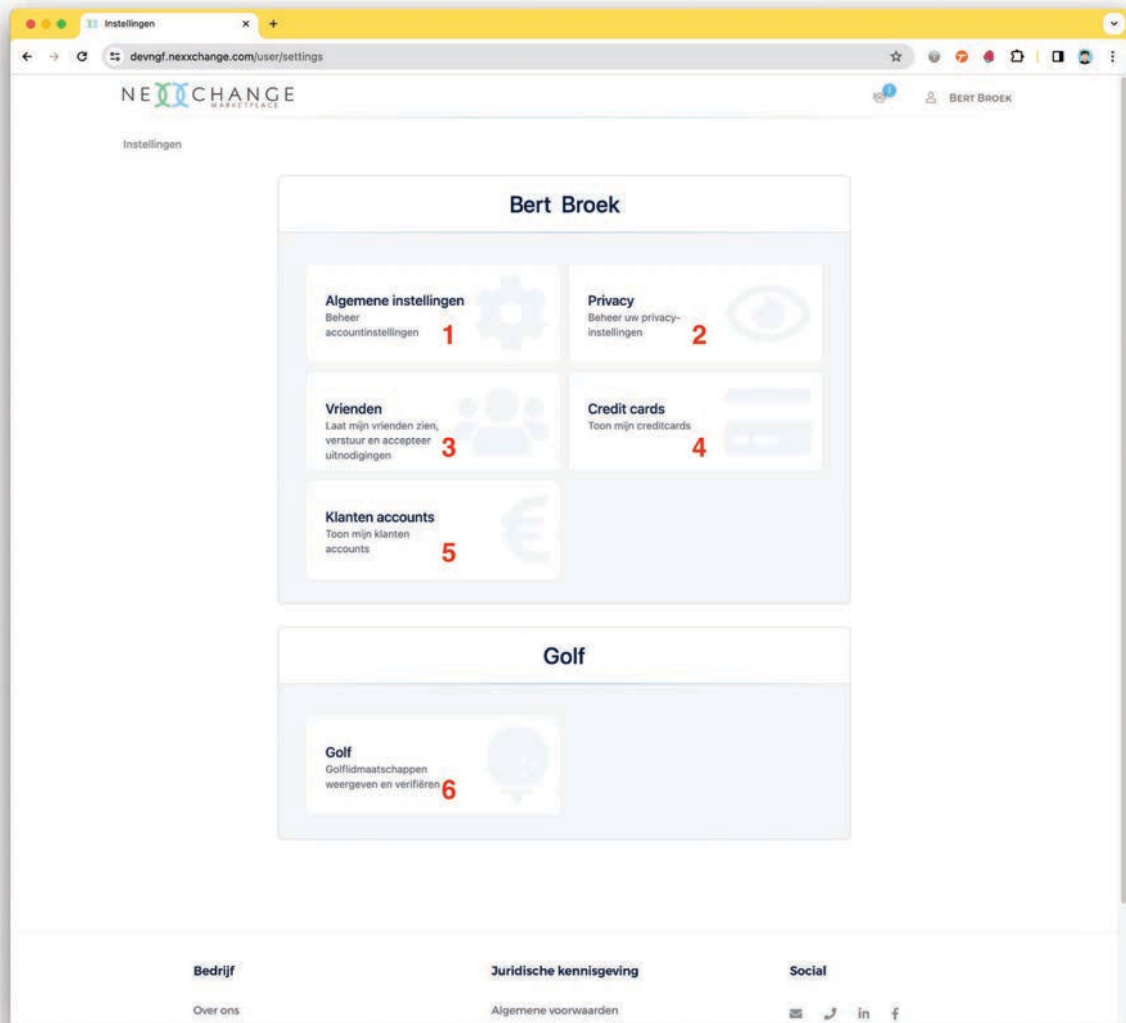 Instellingen
devngf.nexxchange.com/user/settings
NEXXCHANGE
MARKETPLACE
1
BERT BROEK
Instellingen
Bert Broek
Algemene instellingen
Beheer
accountinstellingen
1
Privacy
Beheer uw privacy-
instellingen
2
Vrienden
Laat mijn vrienden zien,
verstuur en accepteer
uitnodigingen
3
Credit cards
Toon mijn creditcards
4
Klanten accounts
Toon mijn klanten
accounts
5
Golf
Golf
Golflidmaatschappen
weergeven en verifiëren
6
Bedrijf
Juridische kennisgeving
Social
Over ons
Algemene voorwaarden